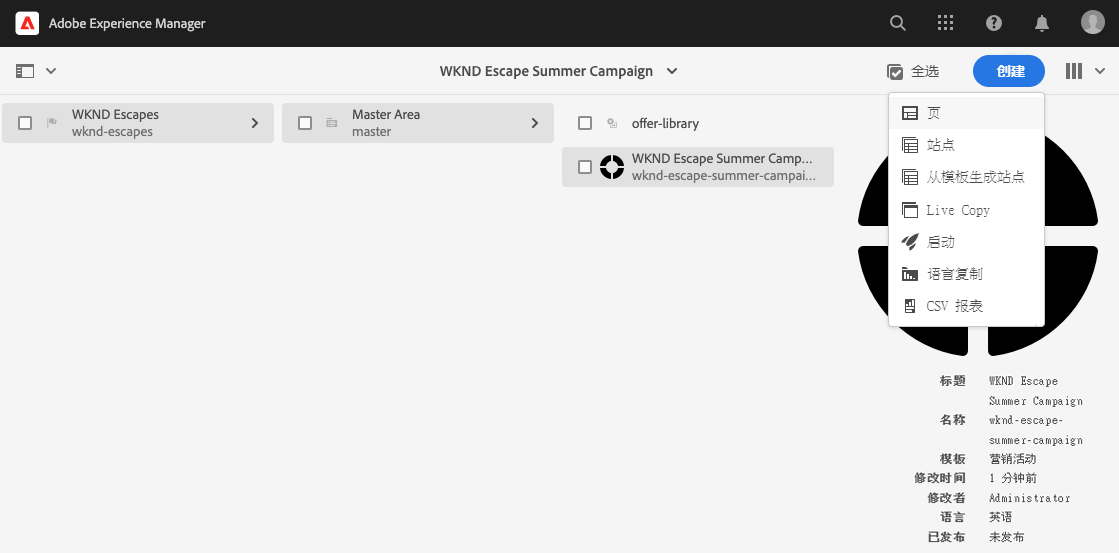 Adobe Experience Manager
WKND Escape Summer Campaign
全选
创建
WKND Escapes
wknd-escapes
Master Area
master
offer-library
WKND Escape Summer Camp...
wknd-escape-summer-campai...
页
站点
从模板生成站点
Live Copy
启动
语言复制
CSV 报表
标题 WKND Escape
Summer Campaign
名称 wknd-escape-
summer-campaign
模板 营销活动
修改时间 1 分钟前
修改者 Administrator
语言 英语
已发布 未发布